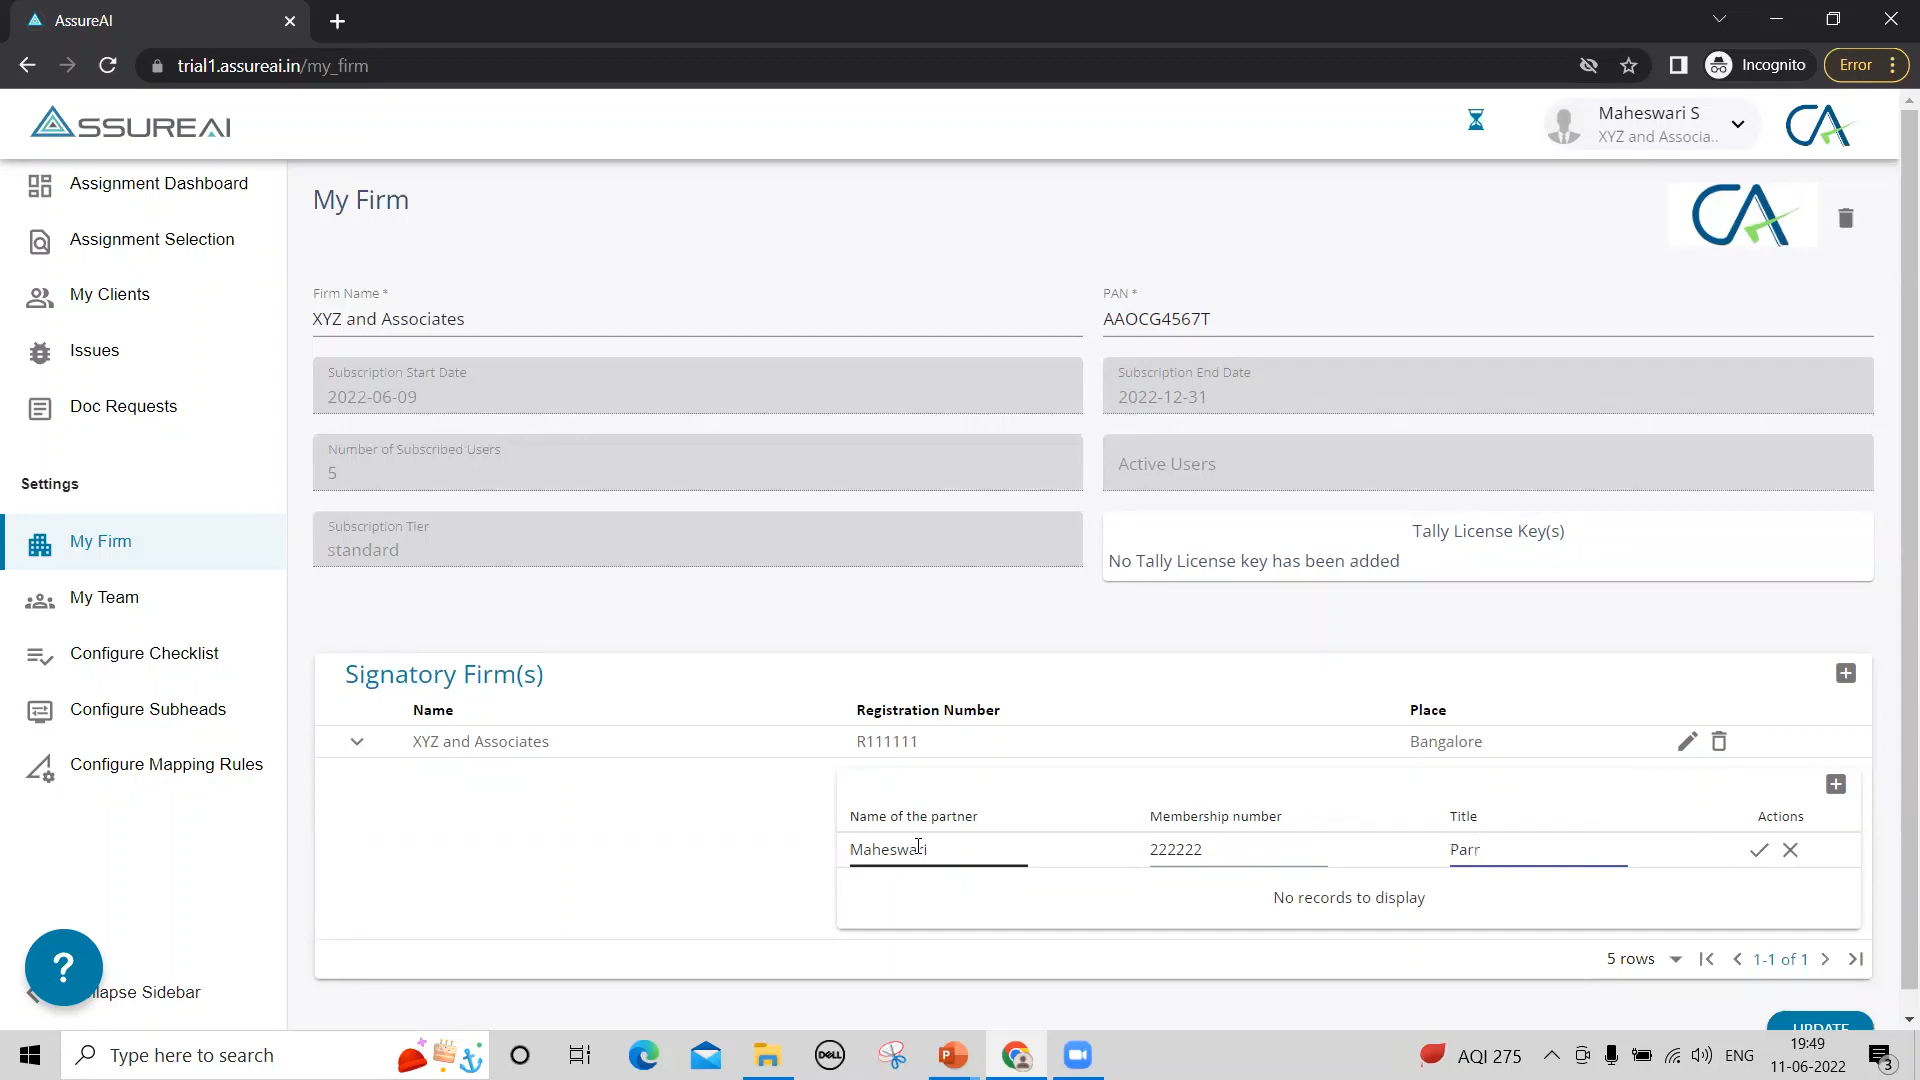 AssureAI
trial1.assureai.in/my_firm
Incognito
Error
ASSUREAI
Maheswari S
XYZ and Associa..
CA
Assignment Dashboard
Assignment Selection
My Clients
Issues
Doc Requests
Settings
My Firm
My Team
Configure Checklist
Configure Subheads
Configure Mapping Rules
?
lapse Sidebar
My Firm
CA
Firm Name *
XYZ and Associates
PAN *
AAOCG4567T
Subscription Start Date
2022-06-09
Subscription End Date
2022-12-31
Number of Subscribed Users
5
Active Users
Subscription Tier
standard
Tally License Key(s)
No Tally License key has been added
Signatory Firm(s)
Name Registration Number Place
XYZ and Associates R111111 Bangalore
Name of the partner Membership number Title Actions
Maheswari 222222 Parr
No records to display
5 rows 1-1 of 1
UPDATE
Type here to search
DELL
P
AQI 275
ENG
19:49
11-06-2022
3